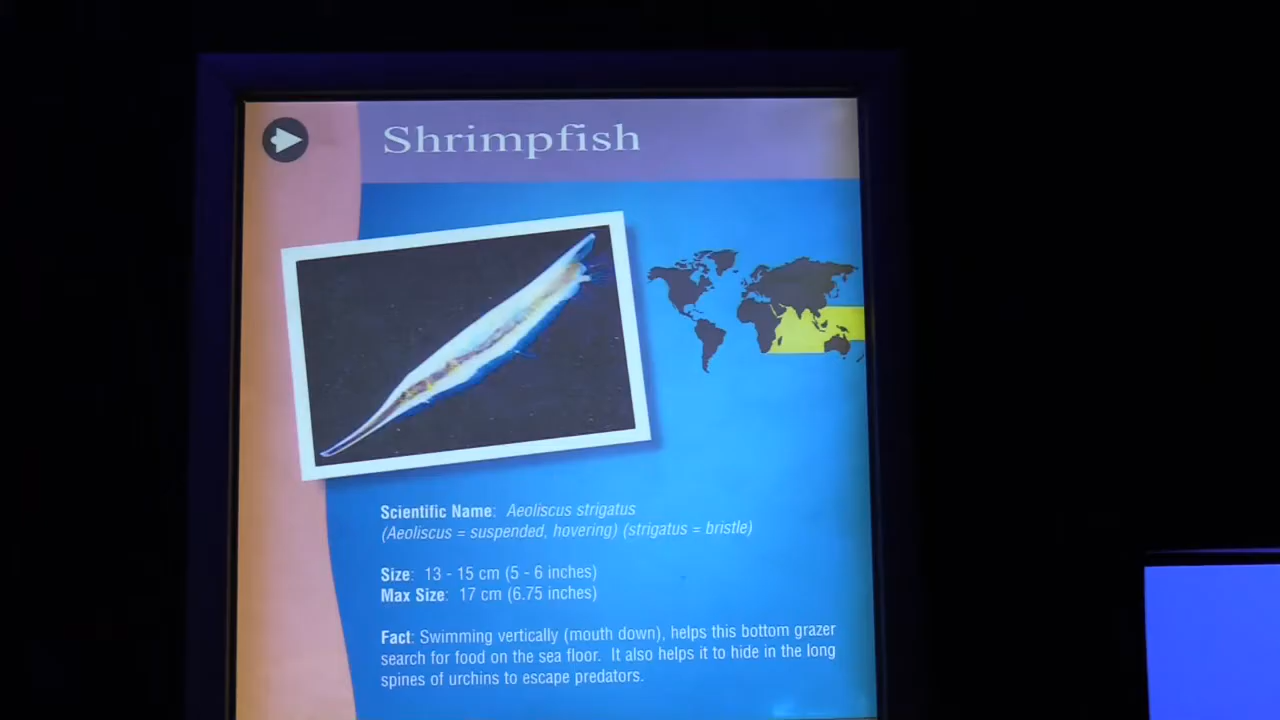 Shrimpfish
Scientific Name: Aeoliscus strigatus
(Aeoliscus = suspended, hovering) (strigatus = bristle)
Size: 13 - 15 cm (5 - 6 inches)
Max Size: 17 cm (6.75 inches)
Fact: Swimming vertically (mouth down), helps this bottom grazer
search for food on the sea floor. It also helps it to hide in the long
spines of urchins to escape predators.